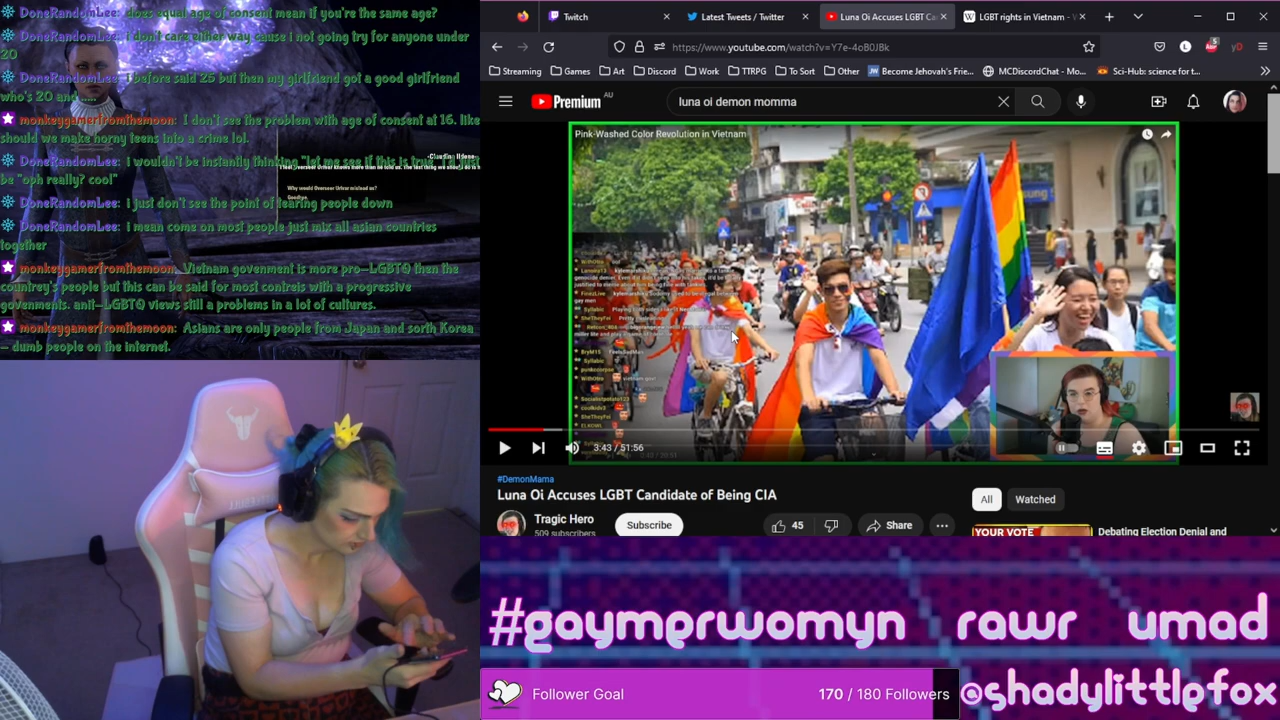 DoneRandomLee: does equal age of consent mean if you're the same age?
DoneRandomLee: i don't care either way cause i not going try for anyone under
20
DoneRandomLee: i before said 25 but then my girlfriend got a good girlfriend
who's 20 and .....
monkeygamerfromthemoon: I don't see the problem with age of consent at 16. like
should we make horny teens into a crime lol.
DoneRandomLee: i wouldn't be instantly thinking "let me see if this is true"
be "oph really? cool"
Why would Overseer
Goodbye.
DoneRandomLee: i just don't see the point of tearing people down
DoneRandomLee: i mean come on most people just mix all asian countries
together
monkeygamerfromthemoon: Vietnam govenment is more pro-LGBTQ then the
countrey's people but this can be said for most contreis with a progressive
govenments. anit-LGBTQ views still a problems in a lot of cultures.
monkeygamerfromthemoon: Asians are only people from Japan and sorth Korea
- dumb people on the internet.
Twitch
Latest Tweets / Twitter
Luna Oi Accuses LGBT Ca
LGBT rights in Vietnam - W
https://www.youtube.com/watch?v=Y7e-4oB0JBk
Streaming
Games
Art
Discord
Work
TTRPG
To Sort
Other
Become Jehovah's Frie...
MCDiscordChat - Mo...
Sci-Hub: science for t...
Premium AU
luna oi demon momma
Pink-Washed Color Revolution in Vietnam
3:43 / 51:56
#DemonMama
Luna Oi Accuses LGBT Candidate of Being CIA
Tragic Hero
509 subscribers
Subscribe
45
Share
All
Watched
YOUR VOTE
Debating Election Denial and
#gaymerwomyn rawr umad
Follower Goal
170 / 180 Followers
@shadylittlefox